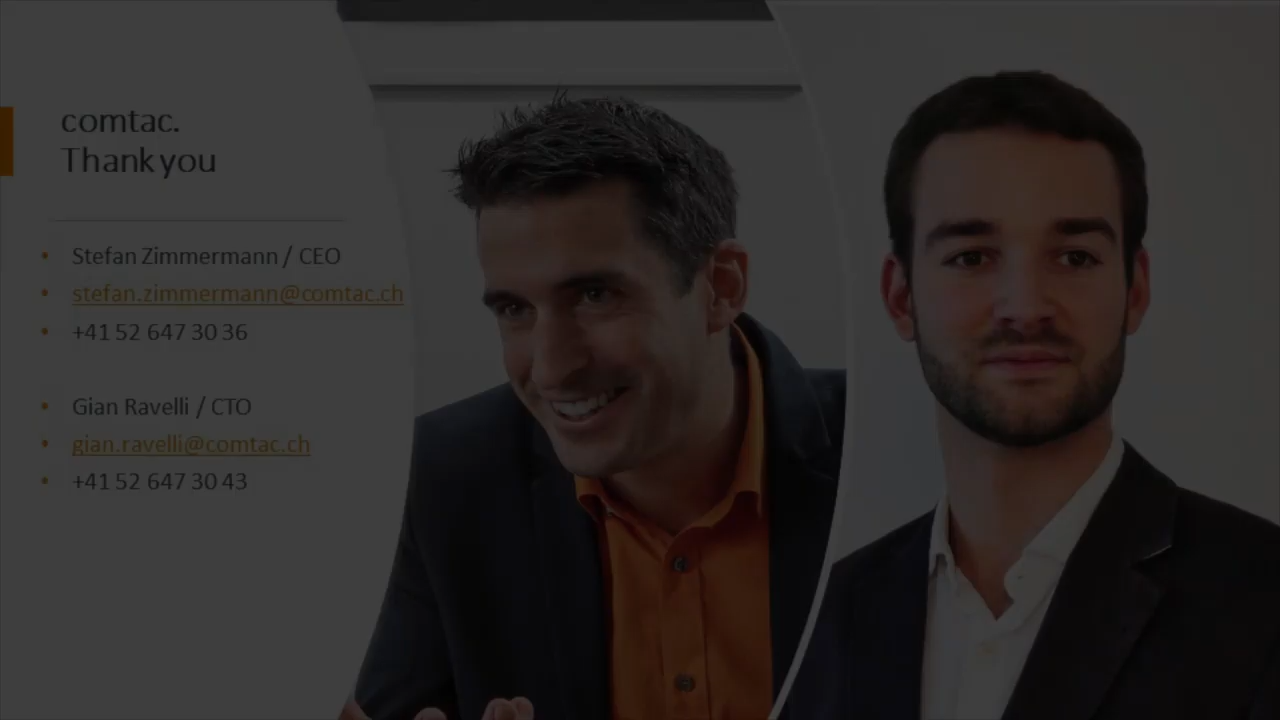 comtac.
Thank you
• Stefan Zimmermann / CEO
• stefan.zimmermann@comtac.ch
• +41 52 647 30 36
• Gian Ravelli / CTO
• gian.ravelli@comtac.ch
• +41 52 647 30 43